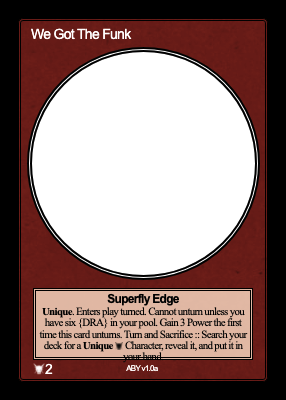 We Got The Funk
Superfly Edge
Unique. Enters play turned. Cannot unturn unless you
have six {DRA} in your pool. Gain 3 Power the first
time this card unturns. Turn and Sacrifice :: Search your
deck for a Unique Character, reveal it, and put it in
your hand.
2
ABY v1.0a